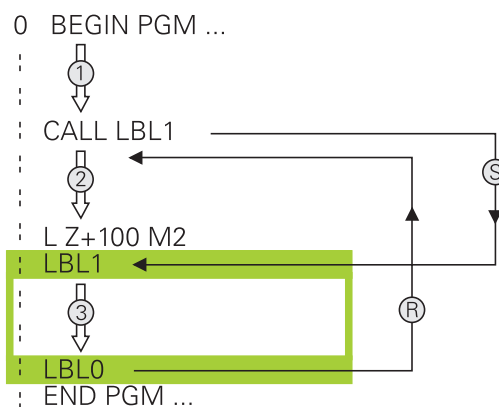 0 BEGIN PGM ...
1
CALL LBL1
S
2
L Z+100 M2
LBL1
3
R
LBL0
END PGM ...